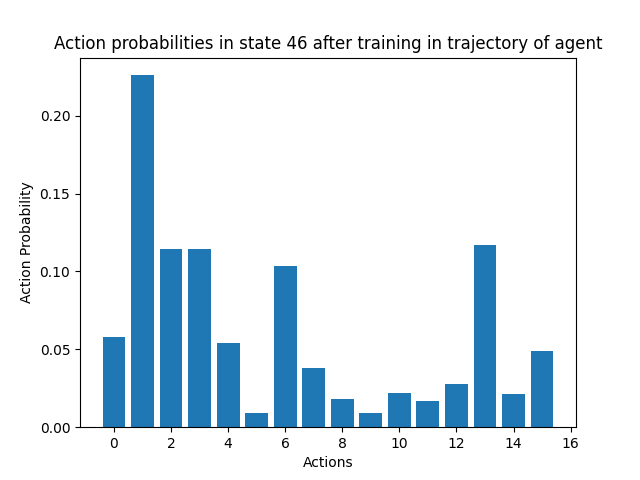 Action probabilities in state 46 after training in trajectory of agent
Action Probability
0.20
0.15
0.10
0.05
0.00
0 2 4 6 8 10 12 14 16
Actions